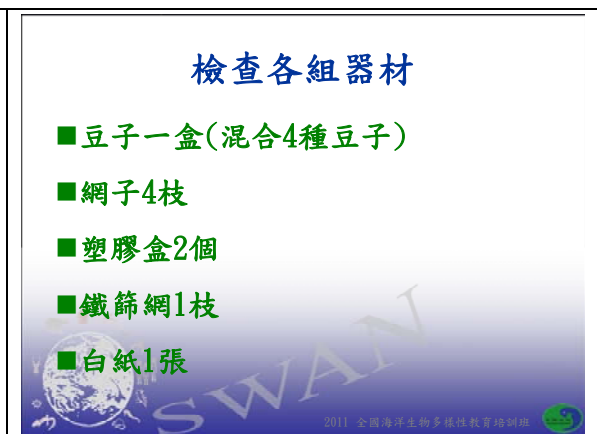 檢查各組器材
■豆子一盒(混合4種豆子)
■網子4枝
■塑膠盒2個
■鐵篩網1枝
■白紙1張
SWAN
2011 全國海洋生物多樣性教育培訓班